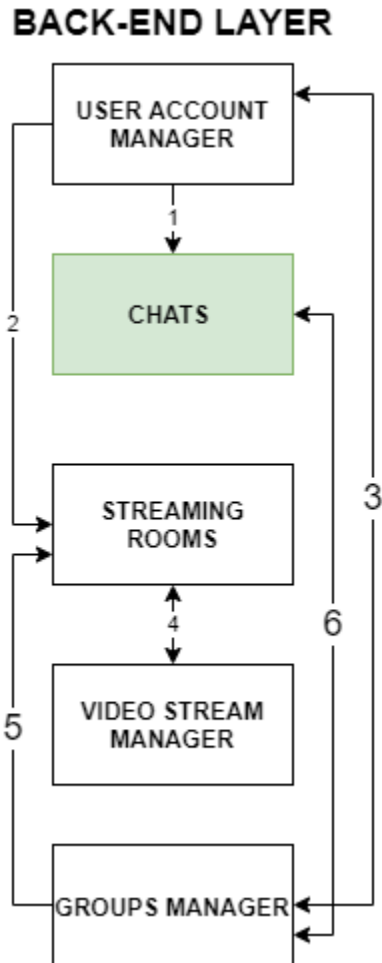 BACK-END LAYER
USER ACCOUNT
MANAGER
1
CHATS
2
3
STREAMING
ROOMS
4
6
VIDEO STREAM
MANAGER
5
GROUPS MANAGER